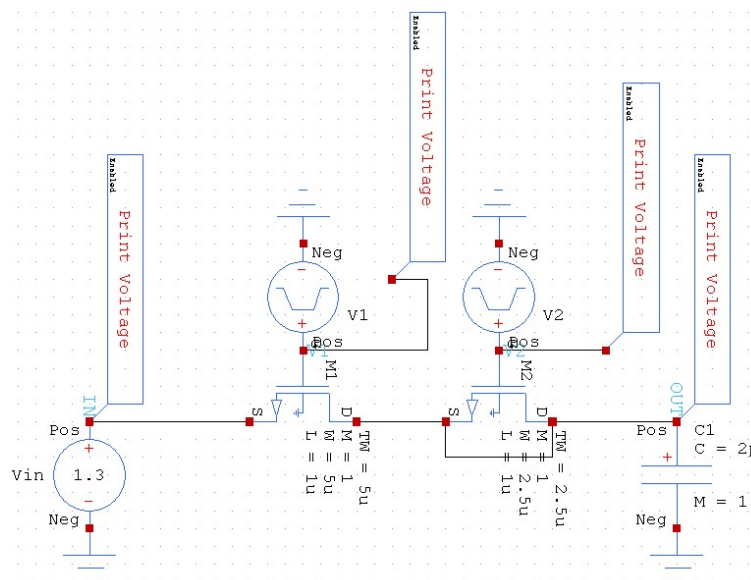 Enabled
Print Voltage
Enabled
Print Voltage
Enabled
Print Voltage
Enabled
Print Voltage
Neg
V1
Pos
M1
Neg
V2
Pos
M2
IN
Pos
Vin
1.3
Neg
S
D
M = 1
W = 5u
L = 1u
TW = 5u
S
D
M = 1
W = 2.5u
L = 1u
TW = 2.5u
OUT
Pos
C1
C = 2p
M = 1
Neg